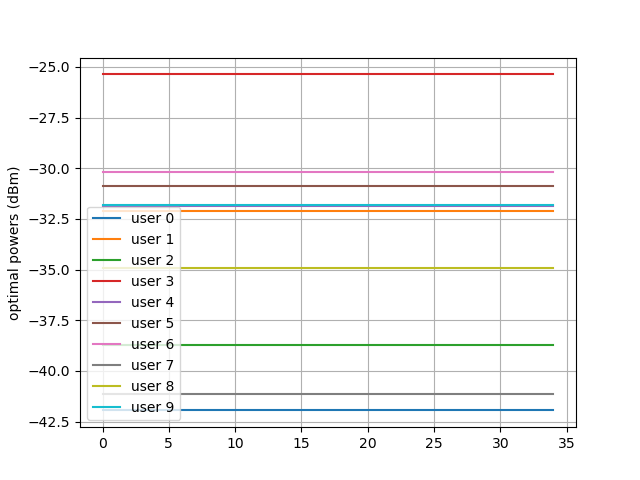 optimal powers (dBm)
−25.0
−27.5
−30.0
−32.5
−35.0
−37.5
−40.0
−42.5
user 0
user 1
user 2
user 3
user 4
user 5
user 6
user 7
user 8
user 9
0 5 10 15 20 25 30 35